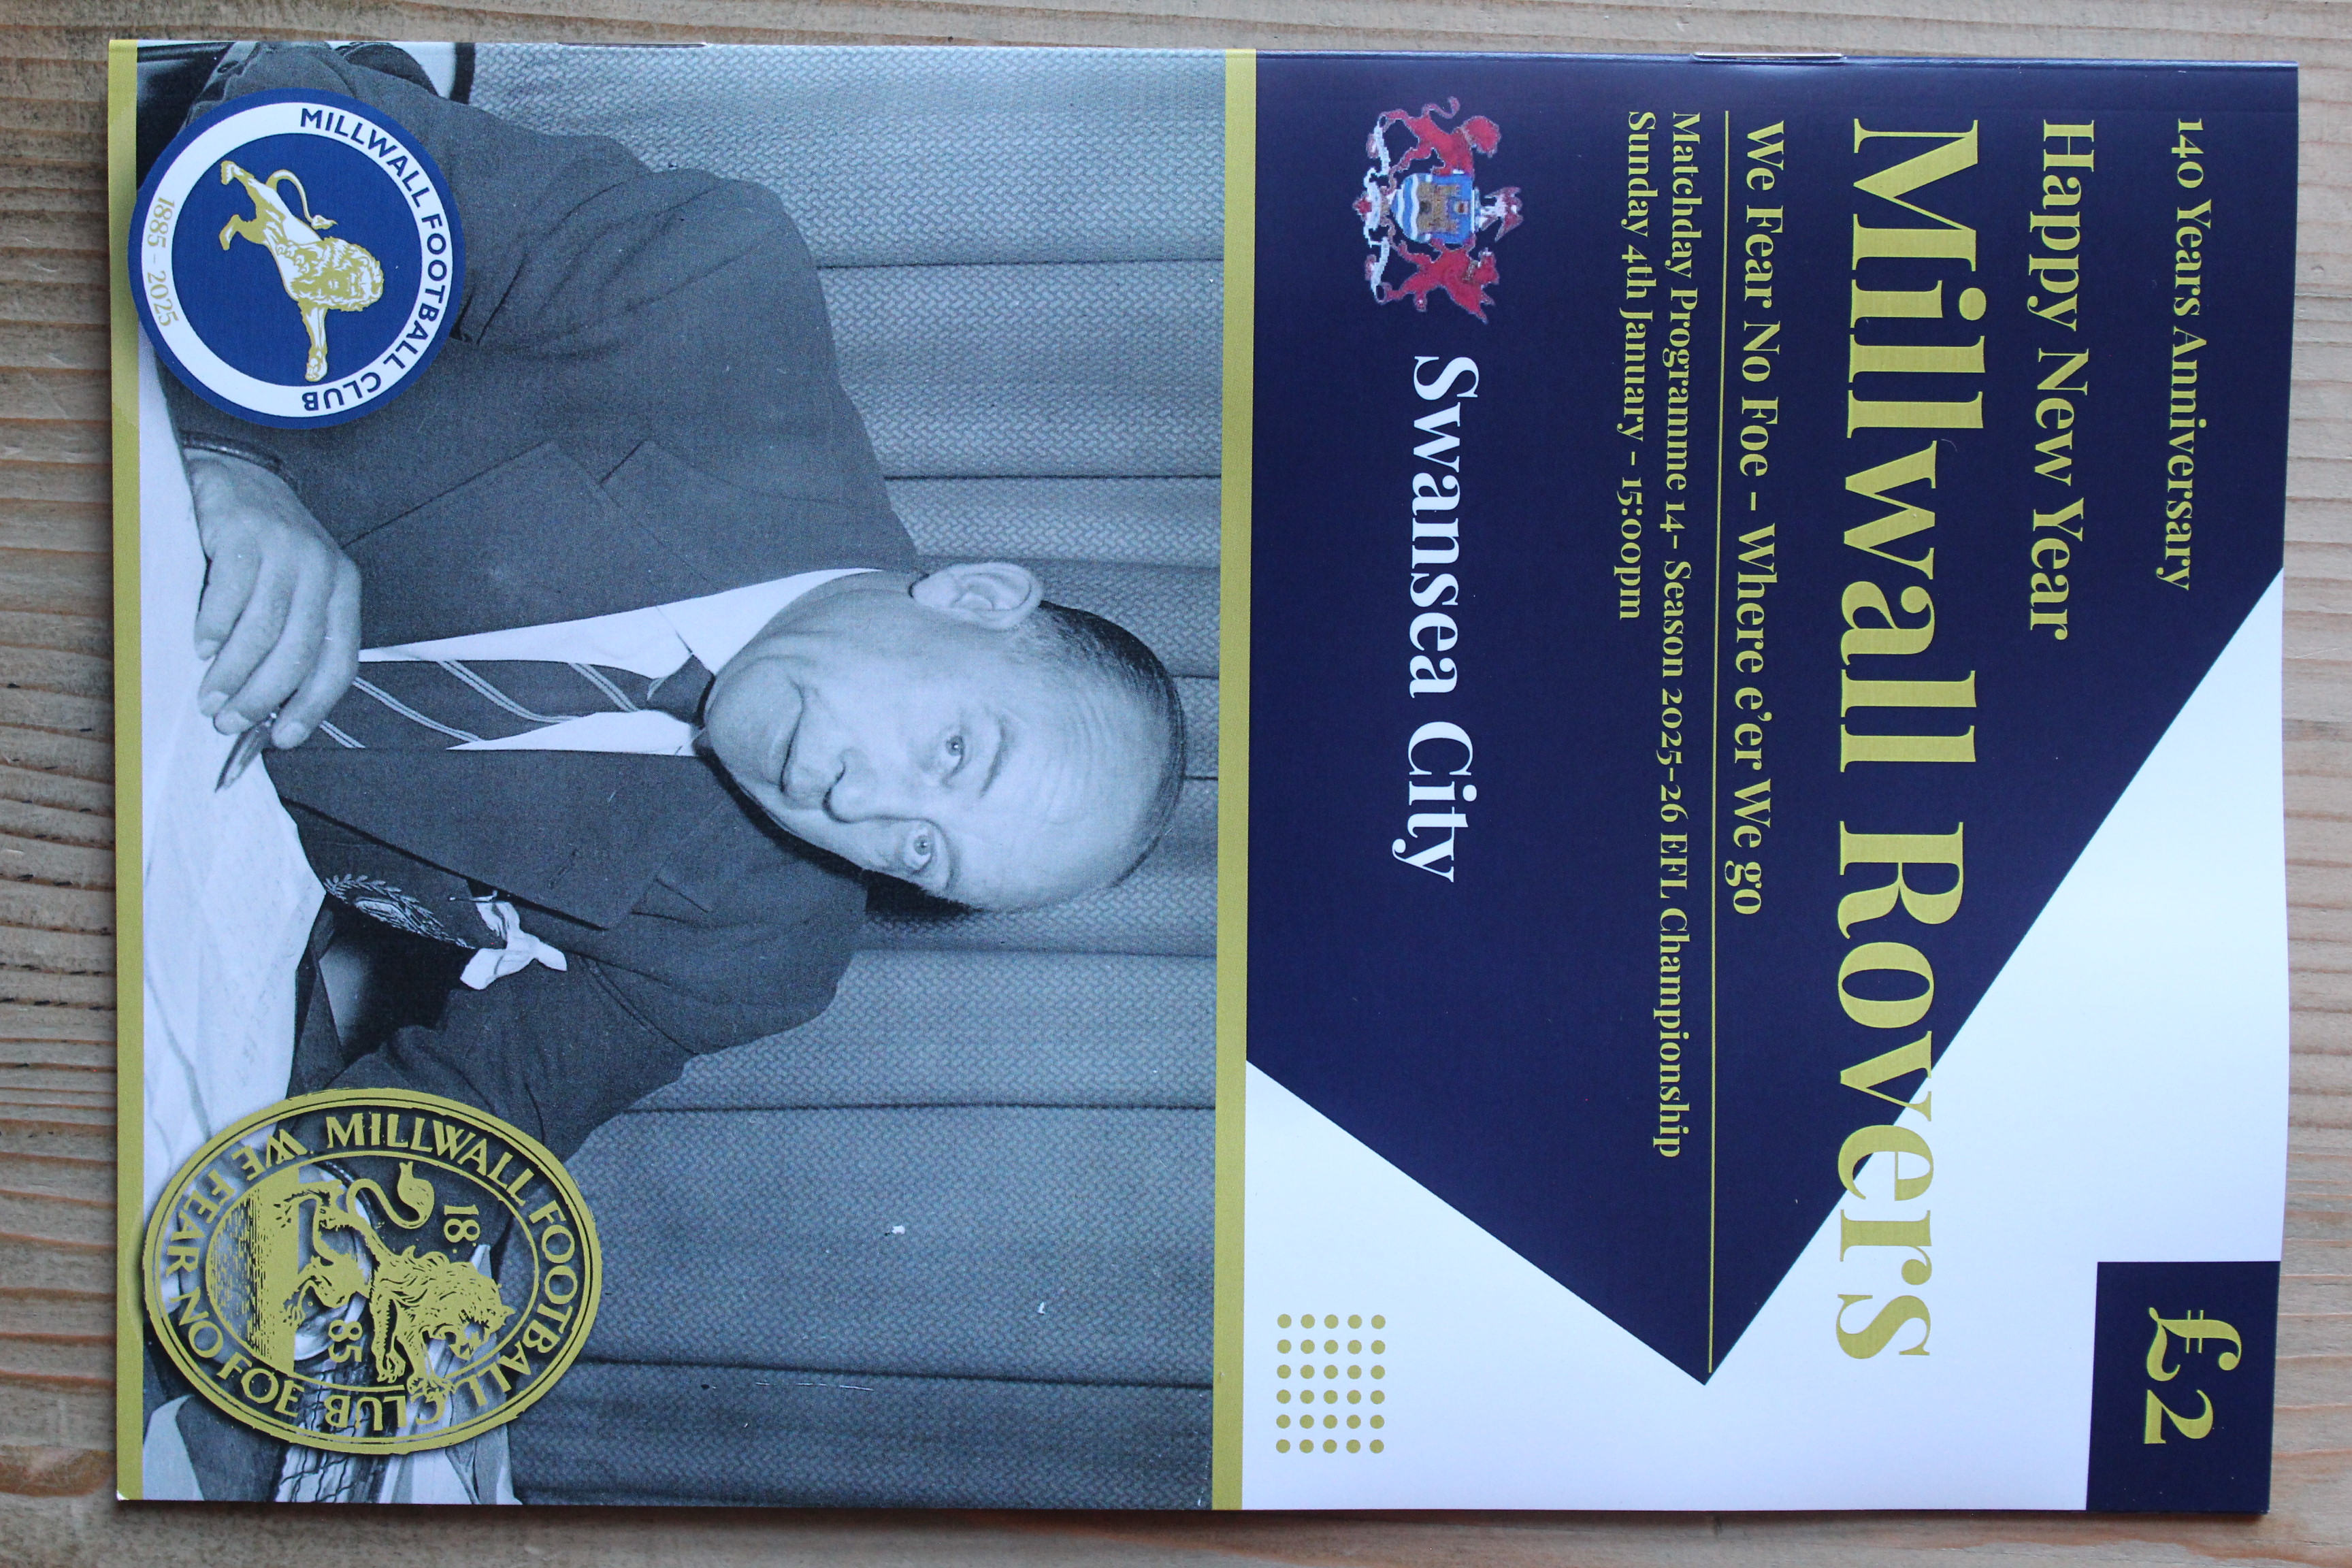 140 Years Anniversary
£2
Happy New Year
Millwall Rovers
We Fear No Foe – Where e'er We go
Matchday Programme 14- Season 2025-26 EFL Championship
Sunday 4th January - 15:00pm
Swansea City
MILLWALL FOOTBALL CLUB
1885 - 2025
MILLWALL FOOTBALL CLUB
18 85
WE FEAR NO FOE